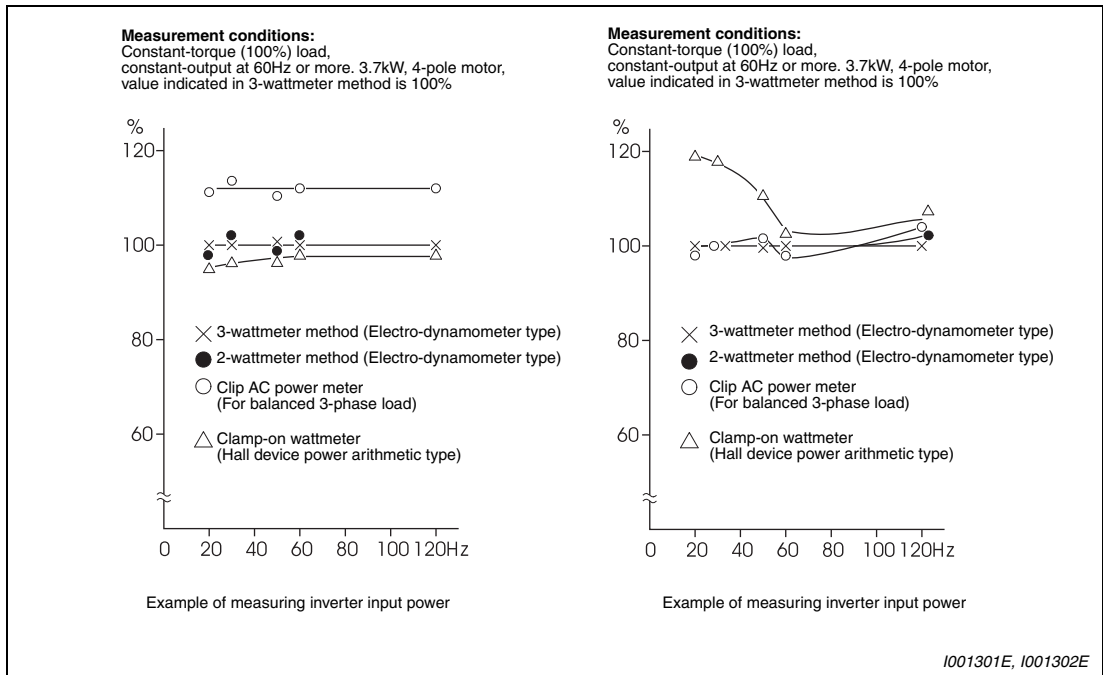 Measurement conditions:
Constant-torque (100%) load,
constant-output at 60Hz or more. 3.7kW, 4-pole motor,
value indicated in 3-wattmeter method is 100%
%
120
100
80
60
0 20 40 60 80 100 120Hz
3-wattmeter method (Electro-dynamometer type)
2-wattmeter method (Electro-dynamometer type)
Clip AC power meter
(For balanced 3-phase load)
Clamp-on wattmeter
(Hall device power arithmetic type)
Example of measuring inverter input power
Measurement conditions:
Constant-torque (100%) load,
constant-output at 60Hz or more. 3.7kW, 4-pole motor,
value indicated in 3-wattmeter method is 100%
%
120
100
80
60
0 20 40 60 80 100 120Hz
3-wattmeter method (Electro-dynamometer type)
2-wattmeter method (Electro-dynamometer type)
Clip AC power meter
(For balanced 3-phase load)
Clamp-on wattmeter
(Hall device power arithmetic type)
Example of measuring inverter input power
I001301E, I001302E